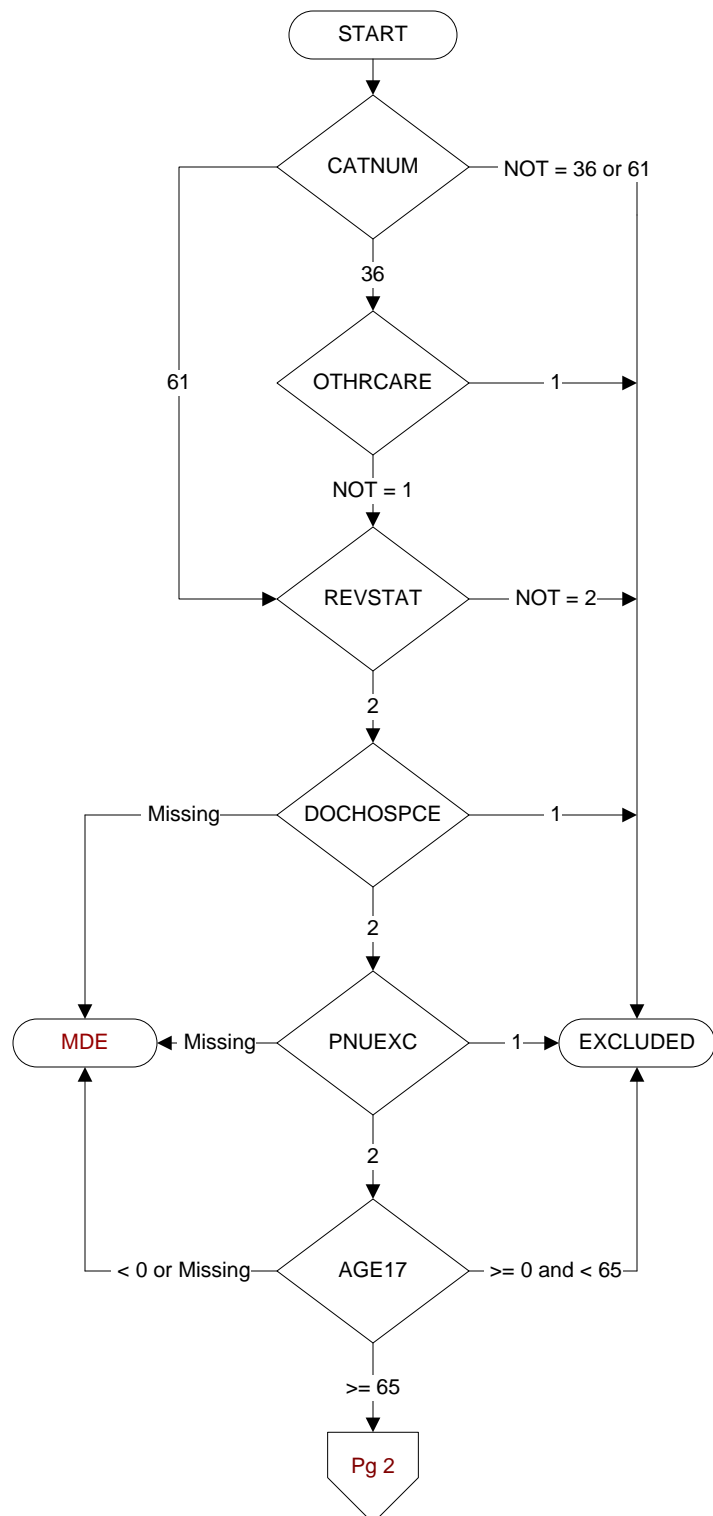 START
CATNUM
NOT = 36 or 61
36
61
OTHRCARE
1
NOT = 1
REVSTAT
NOT = 2
2
Missing
DOCHOSPCE
1
2
MDE
Missing
PNUEXC
1
EXCLUDED
2
< 0 or Missing
AGE17
>= 0 and < 65
>= 65
Pg 2